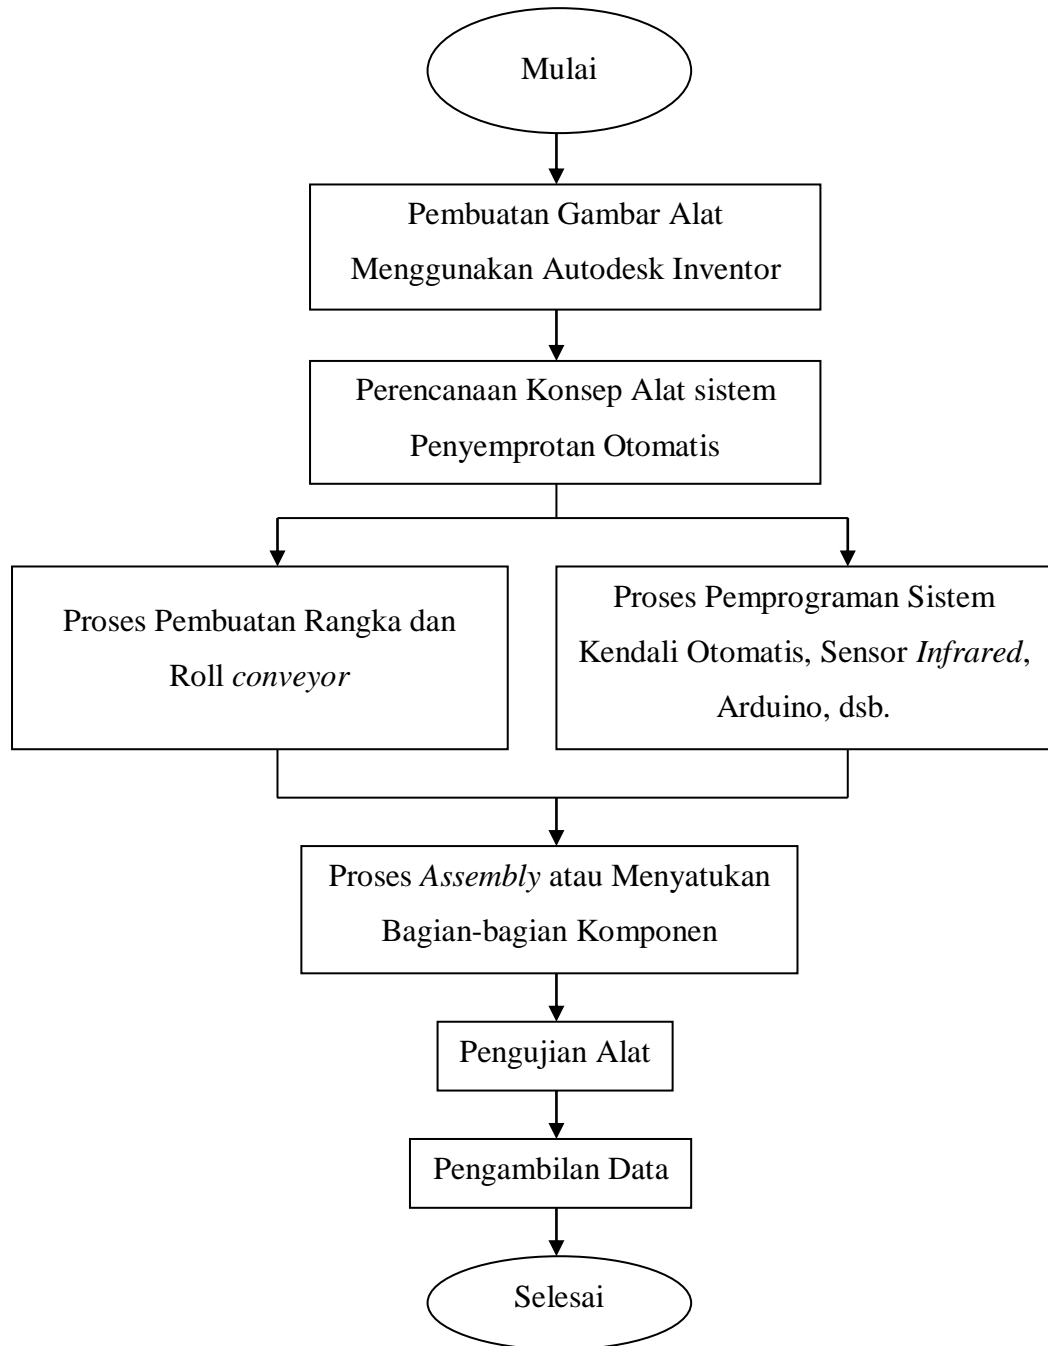 Mulai
Pembuatan Gambar Alat
Menggunakan Autodesk Inventor
Perencanaan Konsep Alat sistem
Penyemprotan Otomatis
Proses Pembuatan Rangka dan
Roll conveyor
Proses Pemprograman Sistem
Kendali Otomatis, Sensor Infrared,
Arduino, dsb.
Proses Assembly atau Menyatukan
Bagian-bagian Komponen
Pengujian Alat
Pengambilan Data
Selesai